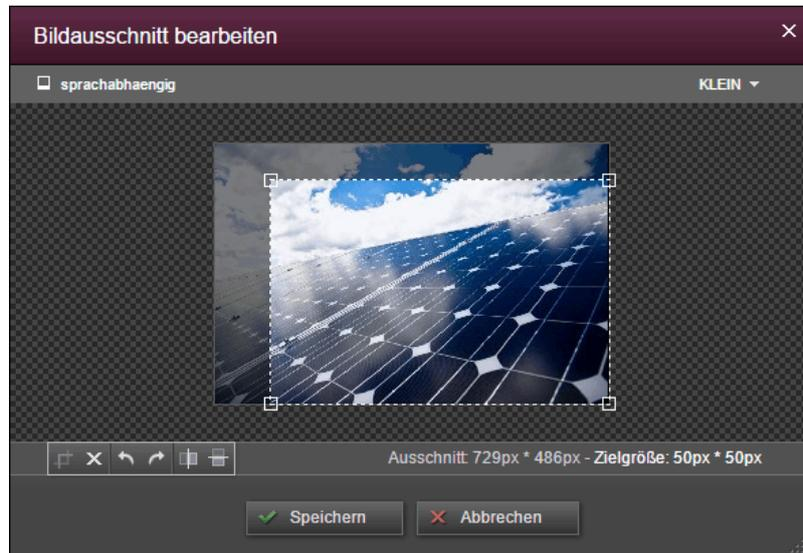 Bildausschnitt bearbeiten
sprachabhaengig
KLEIN
Ausschnitt: 729px * 486px - Zielgröße: 50px * 50px
Speichern
Abbrechen